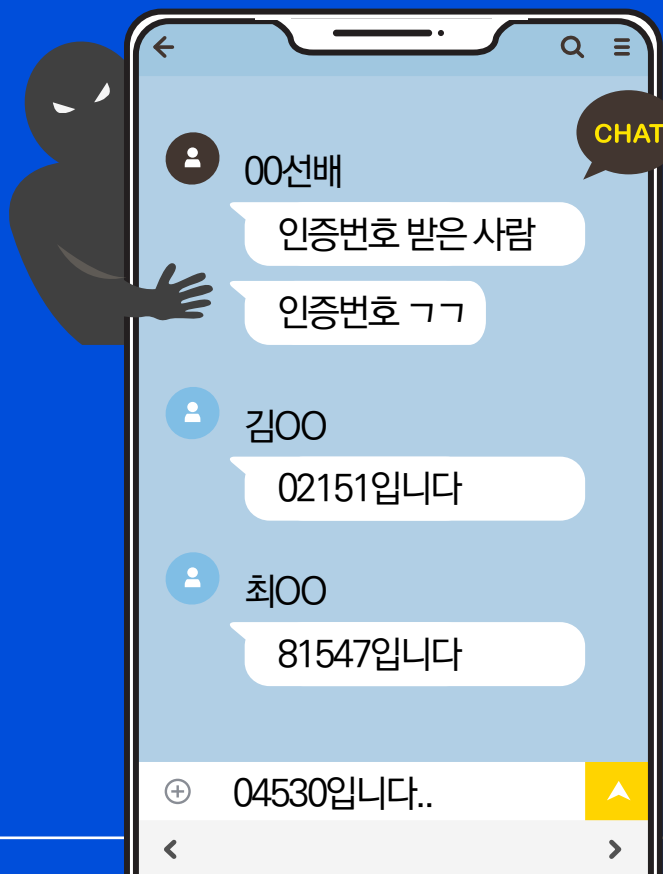 CHAT
00선배
인증번호 받은 사람
인증번호 ㄱㄱ
김OO
02151입니다
최OO
81547입니다
04530입니다..